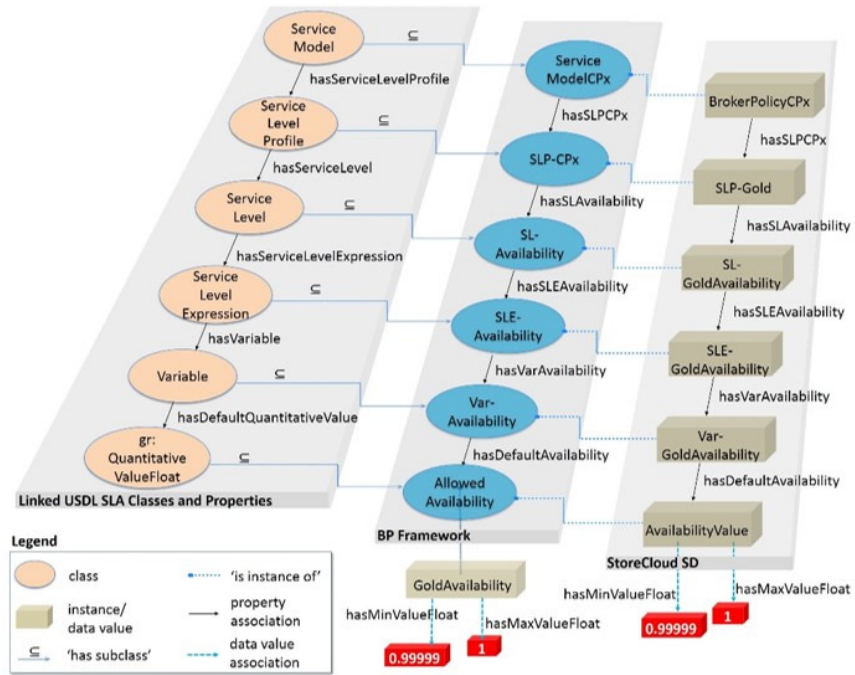 Service
Model
⊆
hasServiceLevelProfile
Service
Level
Profile
⊆
hasServiceLevel
Service
Level
⊆
hasServiceLevelExpression
Service
Level
Expression
⊆
hasVariable
Variable
⊆
hasDefaultQuantitativeValue
gr:
Quantitative
ValueFloat
⊆
Linked USDL SLA Classes and Properties
Service
ModelCPx
hasSLPCPx
SLP-CPx
hasSLAvailability
SL-
Availability
hasSLEAvailability
SLE-
Availability
hasVarAvailability
Var-
Availability
hasDefaultAvailability
Allowed
Availability
BP Framework
GoldAvailability
hasMinValueFloat
hasMaxValueFloat
0.99999
1
BrokerPolicyCPx
hasSLPCPx
SLP-Gold
hasSLAvailability
SL-
GoldAvailability
hasSLEAvailability
SLE-
GoldAvailability
hasVarAvailability
Var-
GoldAvailability
hasDefaultAvailability
AvailabilityValue
StoreCloud SD
hasMinValueFloat
hasMaxValueFloat
0.99999
1
Legend
class
instance/
data value
⊆
'has subclass'
'is instance of'
property
association
data value
association